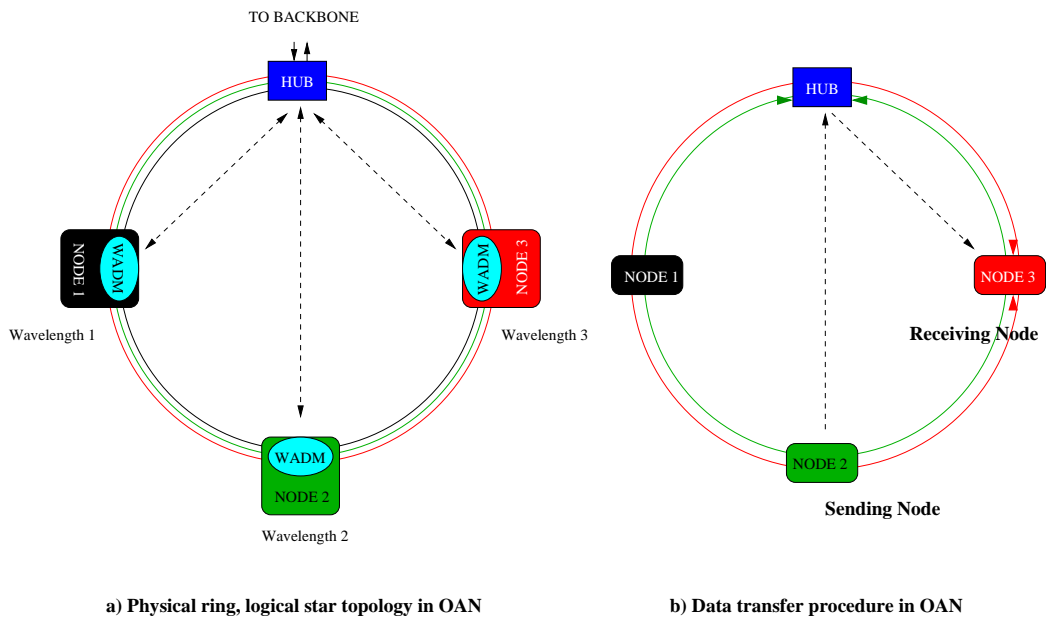 TO BACKBONE
HUB
NODE 1
WADM
WADM
NODE 3
Wavelength 1
Wavelength 3
WADM
NODE 2
Wavelength 2
a) Physical ring, logical star topology in OAN
HUB
NODE 1
NODE 3
Receiving Node
NODE 2
Sending Node
b) Data transfer procedure in OAN